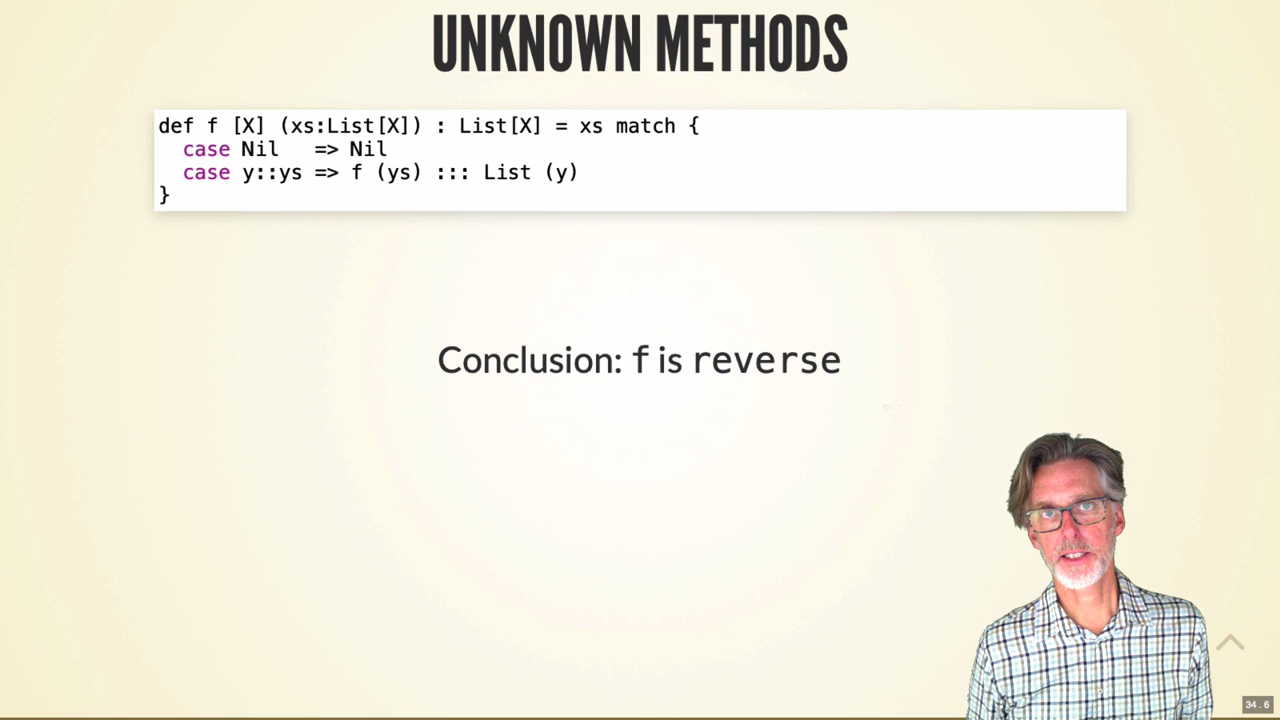 UNKNOWN METHODS
def f [X] (xs:List[X]) : List[X] = xs match {
  case Nil   => Nil
  case y::ys => f (ys) ::: List (y)
}
Conclusion: f is reverse
34.6